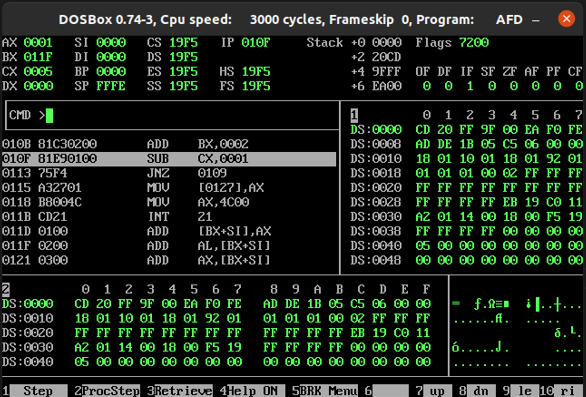 DOSBox 0.74-3, Cpu speed: 3000 cycles, Frameskip 0, Program: AFD
AX 0001 SI 0000 CS 19F5 IP 010F Stack +0 0000 Flags 7200
BX 011F DI 0000 DS 19F5 +2 20CD
CX 0005 BP 0000 ES 19F5 HS 19F5 +4 9FFF OF DF IF SF ZF AF PF CF
DX 0000 SP FFFE SS 19F5 FS 19F5 +6 EA00 0 0 1 0 0 0 0 0
CMD >
010B 81C30200 ADD BX,0002
010F 81E90100 SUB CX,0001
0113 75F4 JNZ 0109
0115 A32701 MOV [0127],AX
0118 B8004C MOV AX,4C00
011B CD21 INT 21
011D 0100 ADD [BX+SI],AX
011F 0200 ADD AL,[BX+SI]
0121 0300 ADD AX,[BX+SI]
1 0 1 2 3 4 5 6 7
DS:0000 CD 20 FF 9F 00 EA F0 FE
DS:0008 AD DE 1B 05 C5 06 00 00
DS:0010 18 01 10 01 18 01 92 01
DS:0018 01 01 01 00 02 FF FF FF
DS:0020 FF FF FF FF FF FF FF FF
DS:0028 FF FF FF FF EB 19 C0 11
DS:0030 A2 01 14 00 18 00 F5 19
DS:0038 FF FF FF FF 00 00 00 00
DS:0040 05 00 00 00 00 00 00 00
DS:0048 00 00 00 00 00 00 00 00
2 0 1 2 3 4 5 6 7 8 9 A B C D E F
DS:0000 CD 20 FF 9F 00 EA F0 FE AD DE 1B 05 C5 06 00 00 = ƒ.Ω≡■ ¡▐..┼...
DS:0010 18 01 10 01 18 01 92 01 01 01 01 00 02 FF FF FF ......Æ. .....
DS:0020 FF FF FF FF FF FF FF FF FF FF FF FF EB 19 C0 11 δ.└.
DS:0030 A2 01 14 00 18 00 F5 19 FF FF FF FF 00 00 00 00 ó.....⌡. ....
DS:0040 05 00 00 00 00 00 00 00 00 00 00 00 00 00 00 00 ........ ........
1 Step 2ProcStep 3Retrieve 4Help ON 5BRK Menu 6 7 up 8 dn 9 le 10 ri